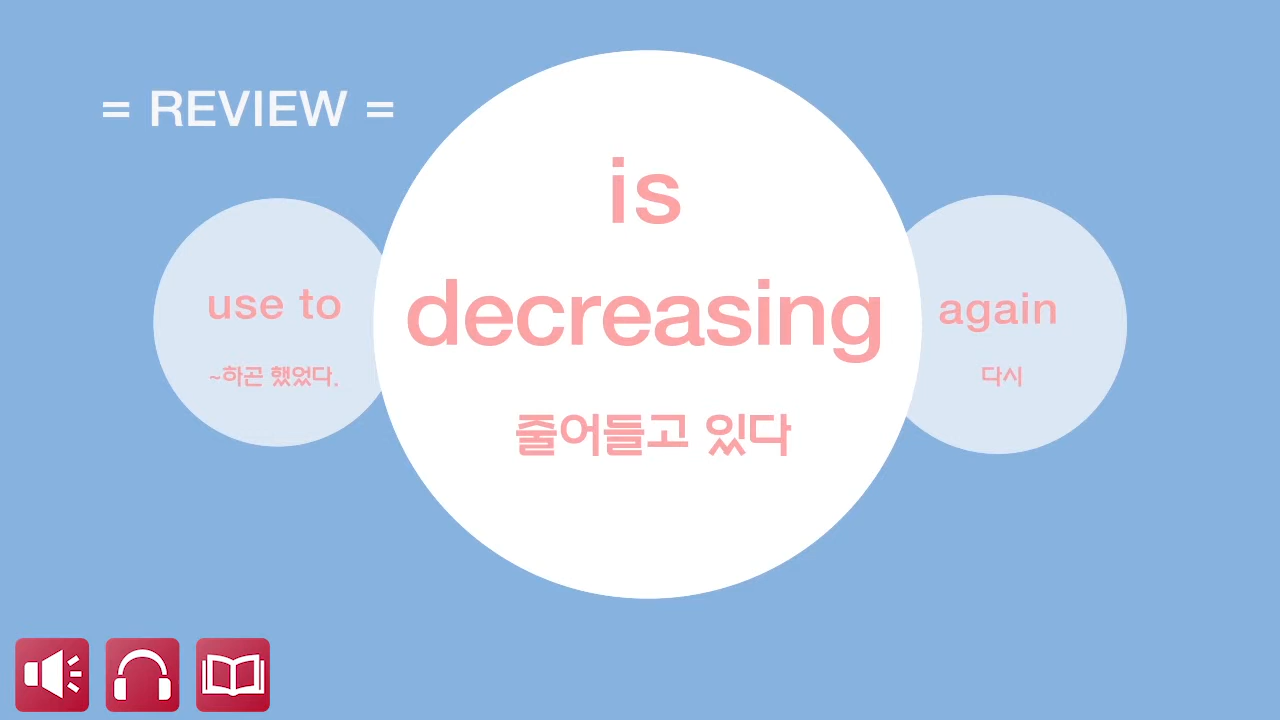 = REVIEW =
use to
~하곤 했었다.
is
decreasing
줄어들고 있다
again
다시